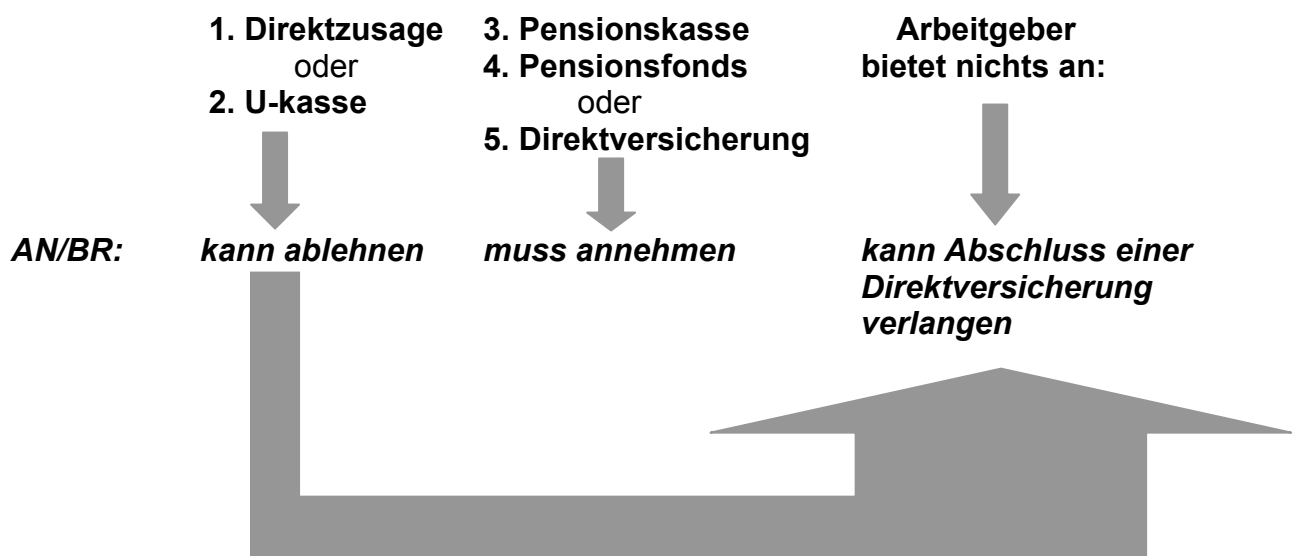 1. Direktzusage
oder
2. U-kasse
3. Pensionskasse
4. Pensionsfonds
oder
5. Direktversicherung
Arbeitgeber
bietet nichts an:
AN/BR:
kann ablehnen
muss annehmen
kann Abschluss einer
Direktversicherung
verlangen